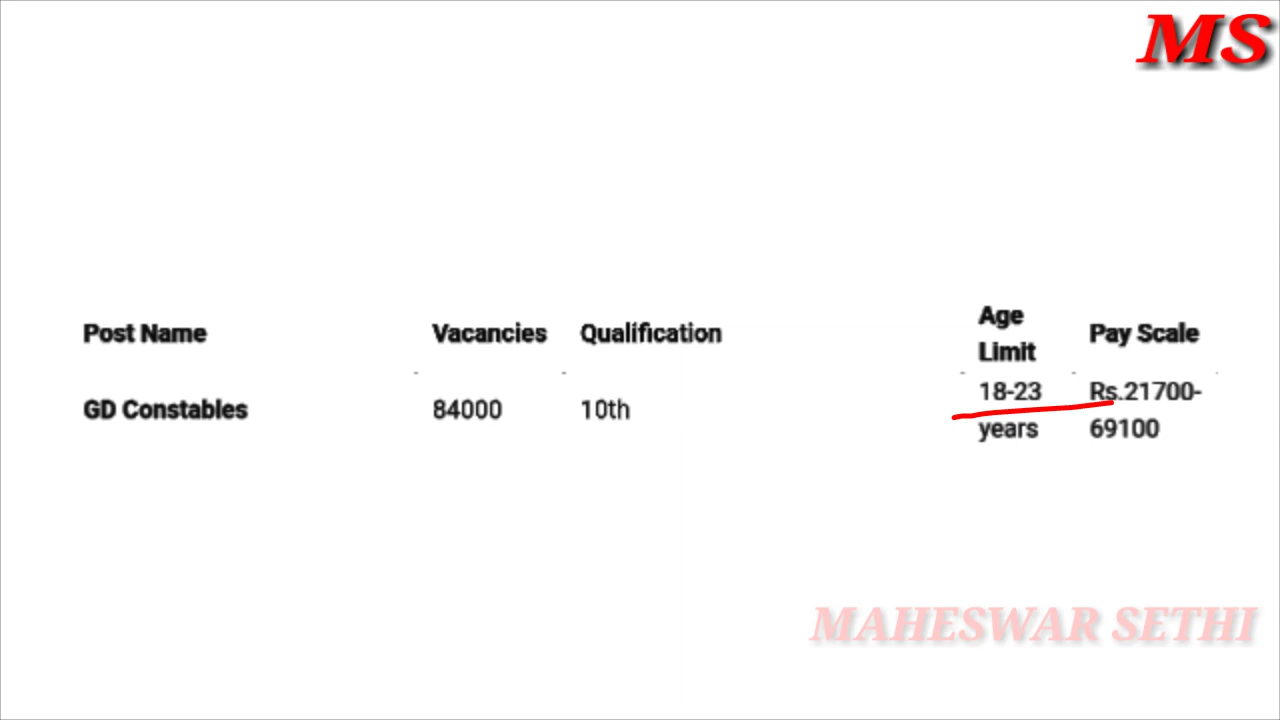 MS
Post Name Vacancies Qualification Age Limit Pay Scale
GD Constables 84000 10th 18-23 years Rs.21700-69100
MAHESWAR SETHI